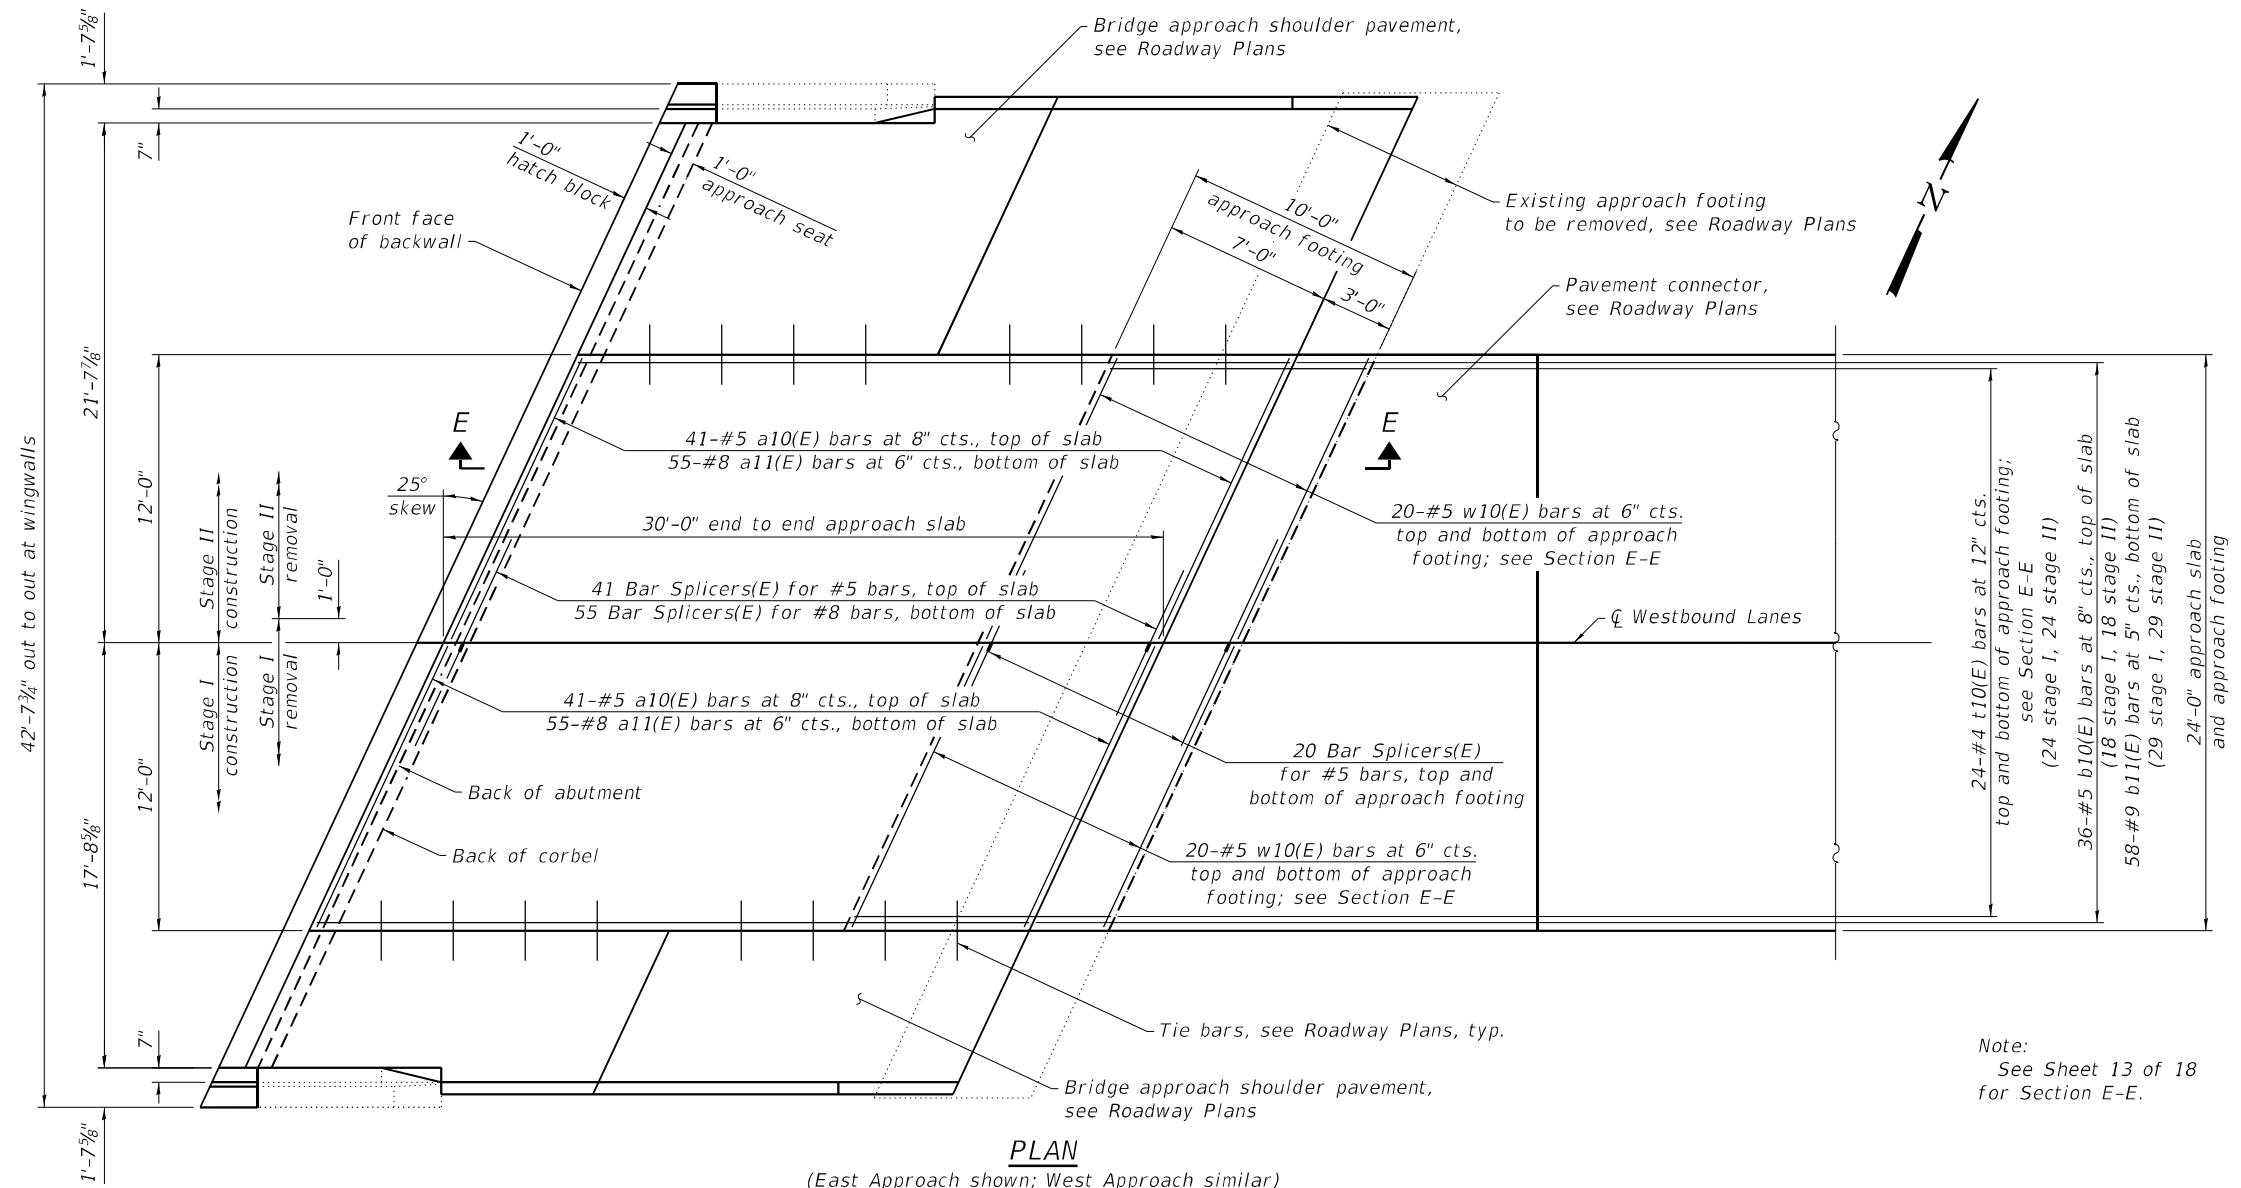 1'-7⅝"
Bridge approach shoulder pavement,
see Roadway Plans
7"
1'-0"
hatch block
1'-0"
approach seat
10'-0"
approach footing
7'-0"
3'-0"
Existing approach footing
to be removed, see Roadway Plans
N
Front face
of backwall
Pavement connector,
see Roadway Plans
42'-7¾" out to out at wingwalls
21'-7⅞"
12'-0"
E
E
41-#5 a10(E) bars at 8" cts., top of slab
55-#8 a11(E) bars at 6" cts., bottom of slab
25°
skew
30'-0" end to end approach slab
20-#5 w10(E) bars at 6" cts.
top and bottom of approach
footing; see Section E-E
Stage II
construction
Stage II
removal
1'-0"
41 Bar Splicers(E) for #5 bars, top of slab
55 Bar Splicers(E) for #8 bars, bottom of slab
℄ Westbound Lanes
Stage I
construction
Stage I
removal
24-#4 t10(E) bars at 12" cts.
top and bottom of approach footing;
see Section E-E
(24 stage I, 24 stage II)
36-#5 b10(E) bars at 8" cts., top of slab
(18 stage I, 18 stage II)
58-#9 b11(E) bars at 5" cts., bottom of slab
(29 stage I, 29 stage II)
24'-0" approach slab
and approach footing
41-#5 a10(E) bars at 8" cts., top of slab
55-#8 a11(E) bars at 6" cts., bottom of slab
20 Bar Splicers(E)
for #5 bars, top and
bottom of approach footing
12'-0"
17'-8⅝"
Back of abutment
Back of corbel
20-#5 w10(E) bars at 6" cts.
top and bottom of approach
footing; see Section E-E
Tie bars, see Roadway Plans, typ.
7"
Bridge approach shoulder pavement,
see Roadway Plans
Note:
See Sheet 13 of 18
for Section E-E.
1'-7⅝"
PLAN
(East Approach shown; West Approach similar)